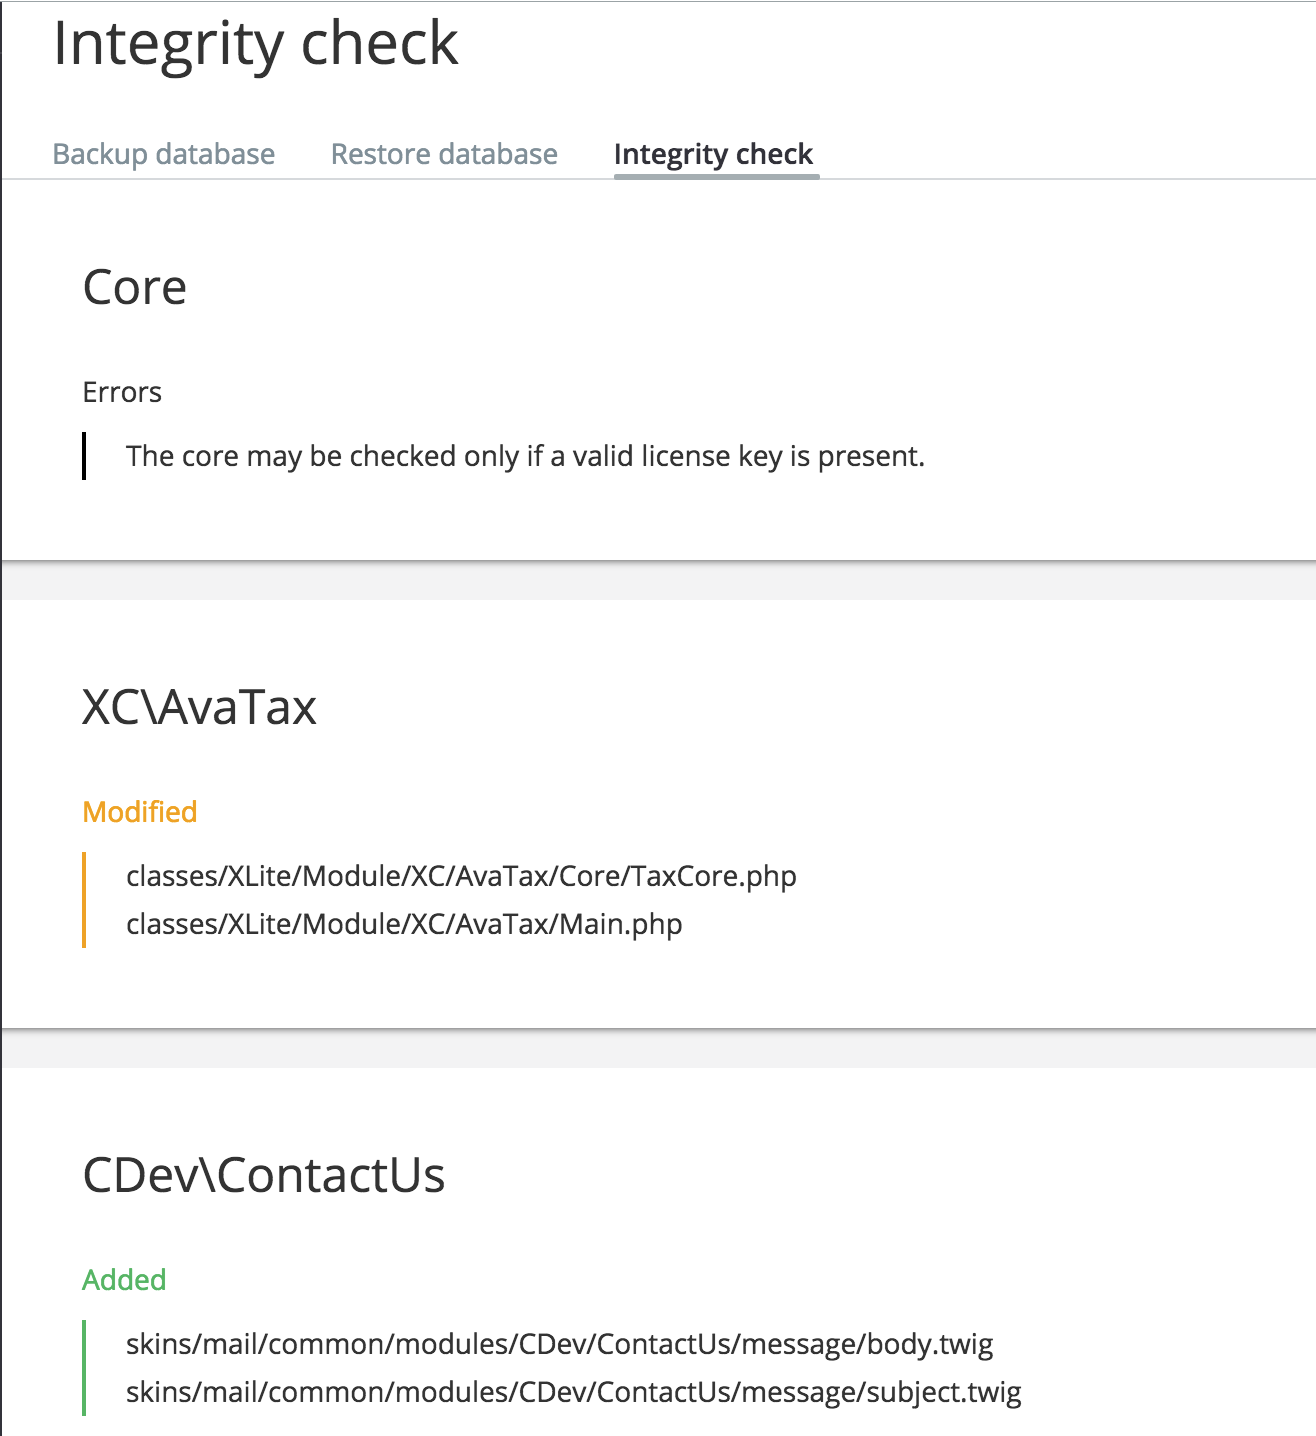 Integrity check
Backup database Restore database Integrity check
Core
Errors
The core may be checked only if a valid license key is present.
XC\AvaTax
Modified
classes/XLite/Module/XC/AvaTax/Core/TaxCore.php
classes/XLite/Module/XC/AvaTax/Main.php
CDev\ContactUs
Added
skins/mail/common/modules/CDev/ContactUs/message/body.twig
skins/mail/common/modules/CDev/ContactUs/message/subject.twig